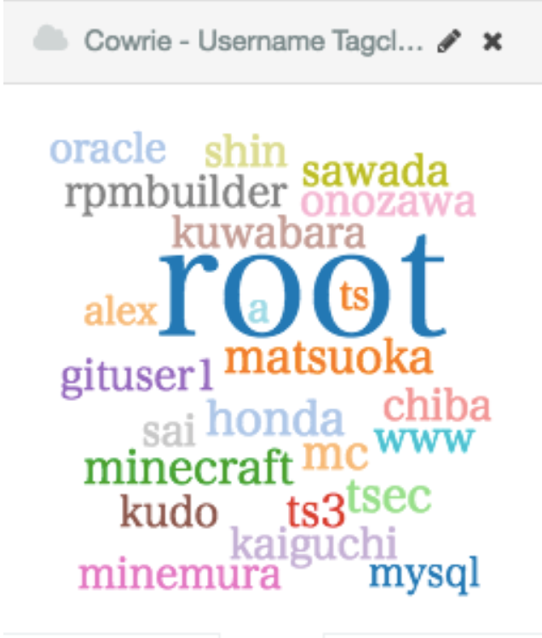 Cowrie - Username Tagcl...
oracle shin sawada
rpmbuilder onozawa
kuwabara
root
a ts
alex
matsuoka
gituser1
chiba
sai honda www
minecraft mc
kudo ts3 tsec
kaiguchi
minemura mysql